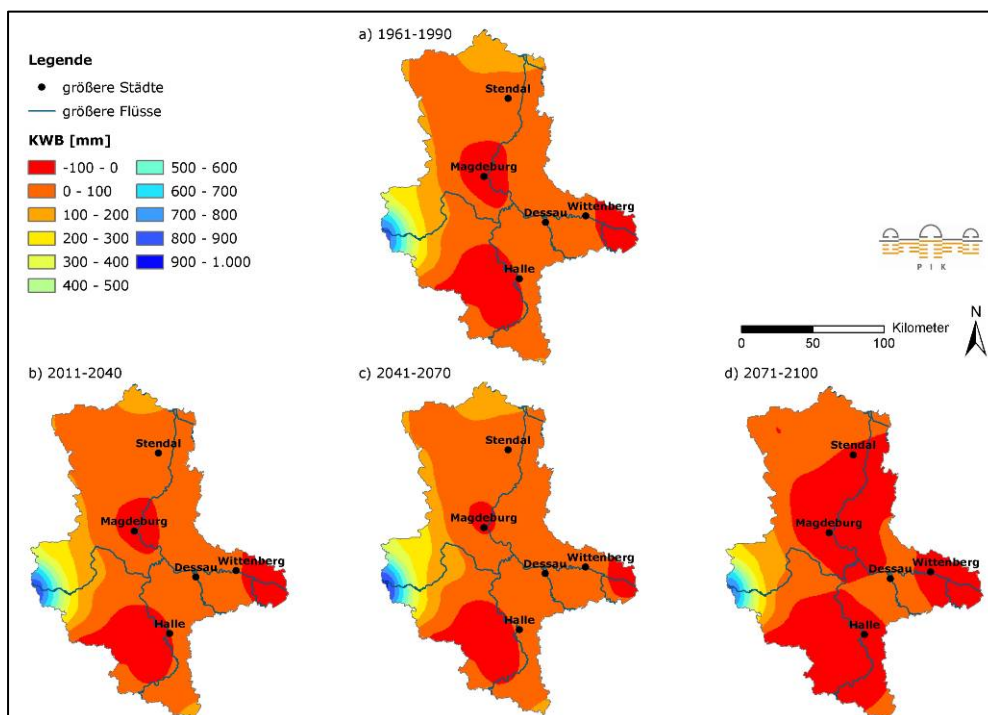 a) 1961-1990
Legende
größere Städte
größere Flüsse
KWB [mm]
-100 - 0
0 - 100
100 - 200
200 - 300
300 - 400
400 - 500
500 - 600
600 - 700
700 - 800
800 - 900
900 - 1.000
Stendal
Magdeburg
Dessau
Wittenberg
Halle
P I K
Kilometer
0 50 100
N
b) 2011-2040
Stendal
Magdeburg
Dessau
Wittenberg
Halle
c) 2041-2070
Stendal
Magdeburg
Dessau
Wittenberg
Halle
d) 2071-2100
Stendal
Magdeburg
Dessau
Wittenberg
Halle